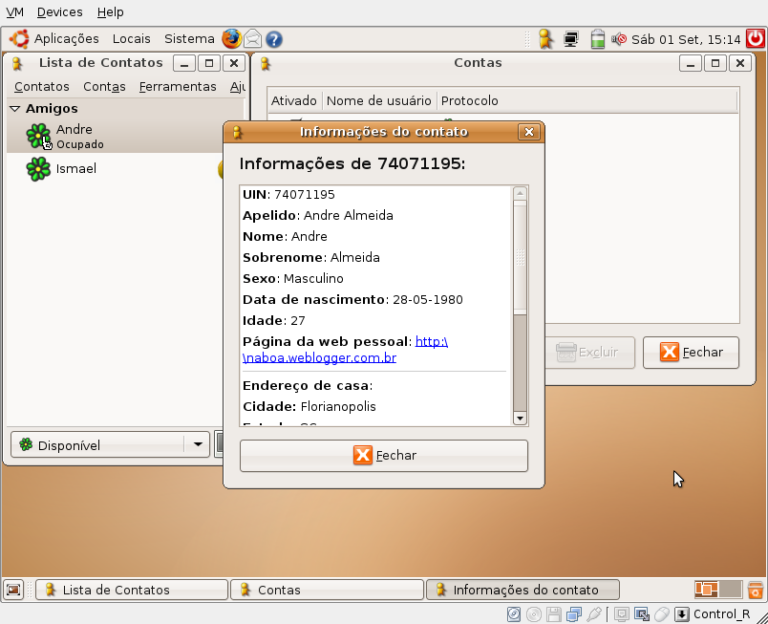 VM Devices Help
Aplicações Locais Sistema Sáb 01 Set, 15:14
Lista de Contatos
Contatos Contas Ferramentas Aju
Amigos
Andre
Ocupado
Ismael
Disponível
Contas
Ativado Nome de usuário Protocolo
Excluir Fechar
Informações do contato
Informações de 74071195:
UIN: 74071195
Apelido: Andre Almeida
Nome: Andre
Sobrenome: Almeida
Sexo: Masculino
Data de nascimento: 28-05-1980
Idade: 27
Página da web pessoal: http:\
\naboa.weblogger.com.br
Endereço de casa:
Cidade: Florianopolis
Fechar
Lista de Contatos Contas Informações do contato
Control_R